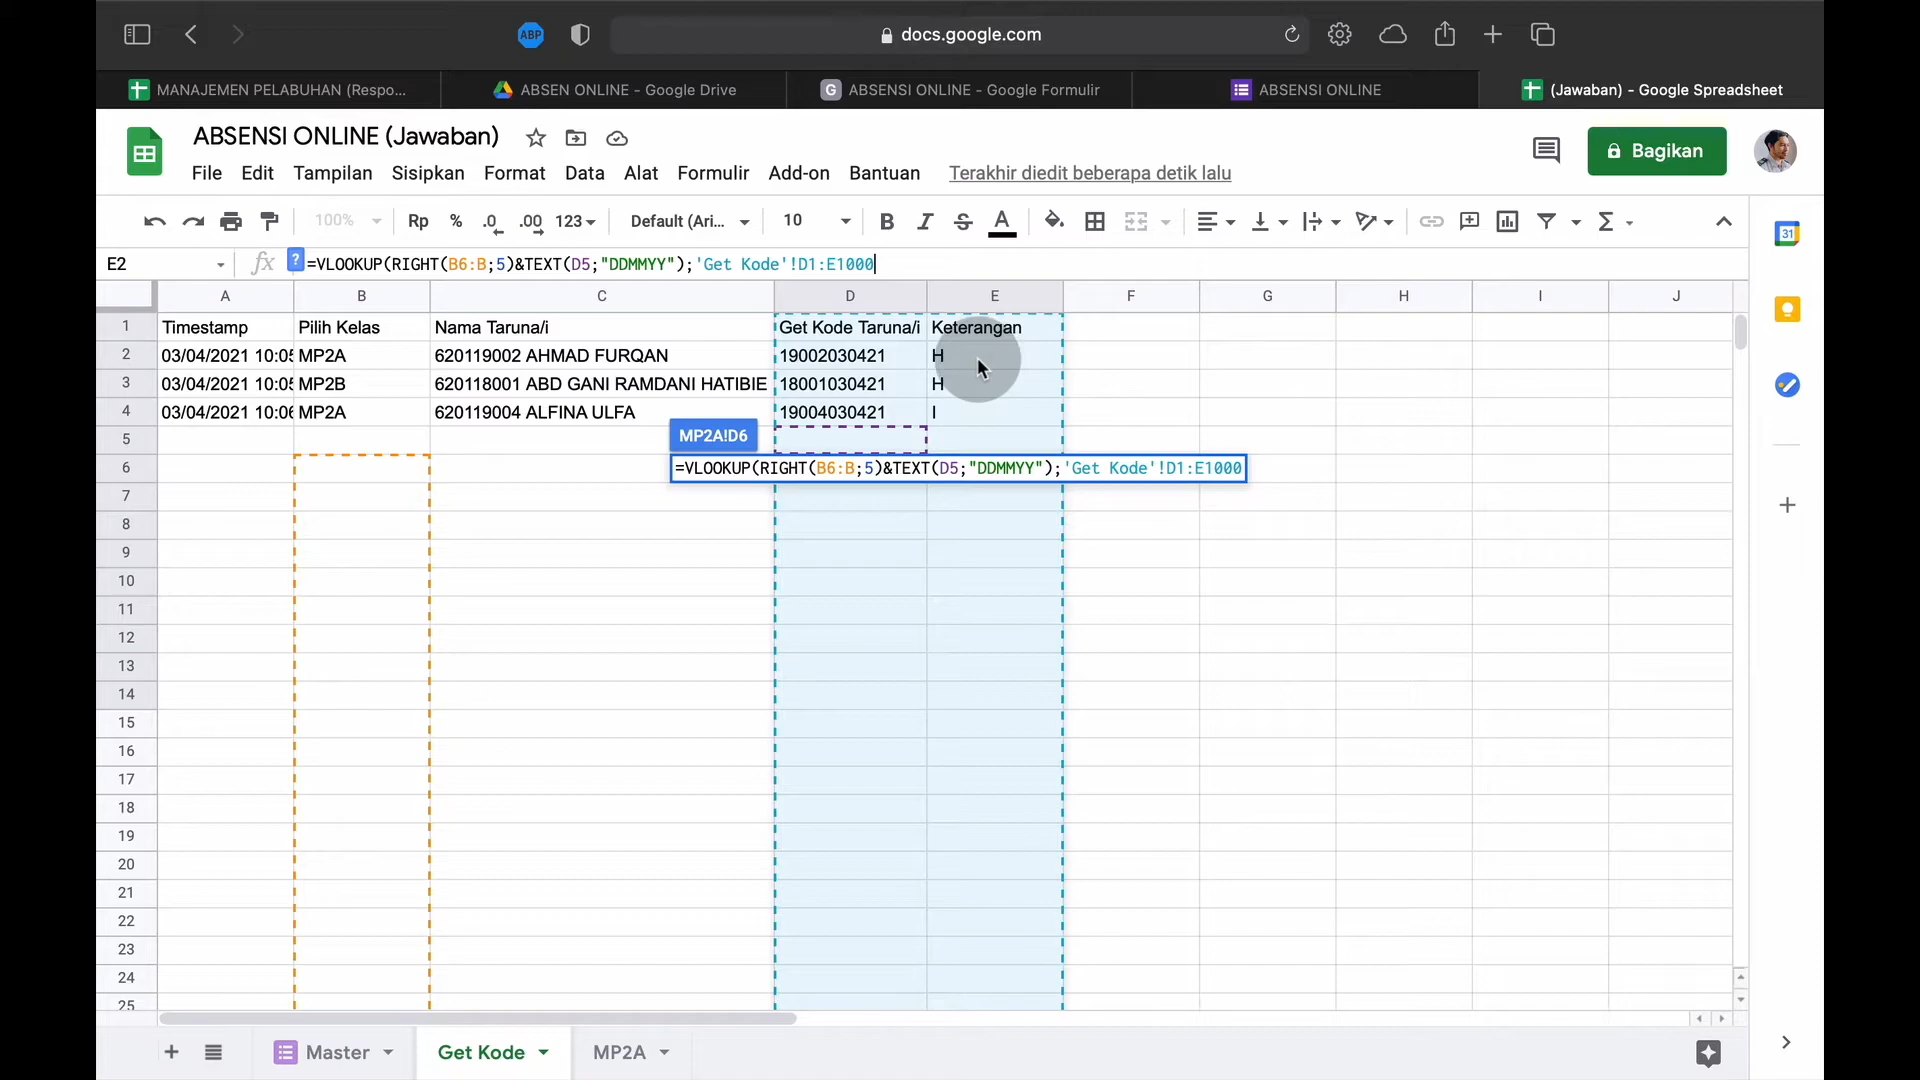 ABP
docs.google.com
MANAJEMEN PELABUHAN (Respo...
ABSEN ONLINE - Google Drive
G
ABSENSI ONLINE - Google Formulir
ABSENSI ONLINE
(Jawaban) - Google Spreadsheet
ABSENSI ONLINE (Jawaban)
Bagikan
File Edit Tampilan Sisipkan Format Data Alat Formulir Add-on Bantuan Terakhir diedit beberapa detik lalu
100% Rp % .0 .00 123 Default (Ari... 10 B I S A
31
E2 fx ? =VLOOKUP(RIGHT(B6:B;5)&TEXT(D5;"DDMMYY");'Get Kode'!D1:E1000
A B C D E F G H I J
1 Timestamp Pilih Kelas Nama Taruna/i Get Kode Taruna/i Keterangan
2 03/04/2021 10:05 MP2A 620119002 AHMAD FURQAN 19002030421 H
3 03/04/2021 10:05 MP2B 620118001 ABD GANI RAMDANI HATIBIE 18001030421 H
4 03/04/2021 10:06 MP2A 620119004 ALFINA ULFA 19004030421 I
5 MP2A!D6
6 =VLOOKUP(RIGHT(B6:B;5)&TEXT(D5;"DDMMYY");'Get Kode'!D1:E1000
7
8
9
10
11
12
13
14
15
16
17
18
19
20
21
22
23
24
25
Master Get Kode MP2A